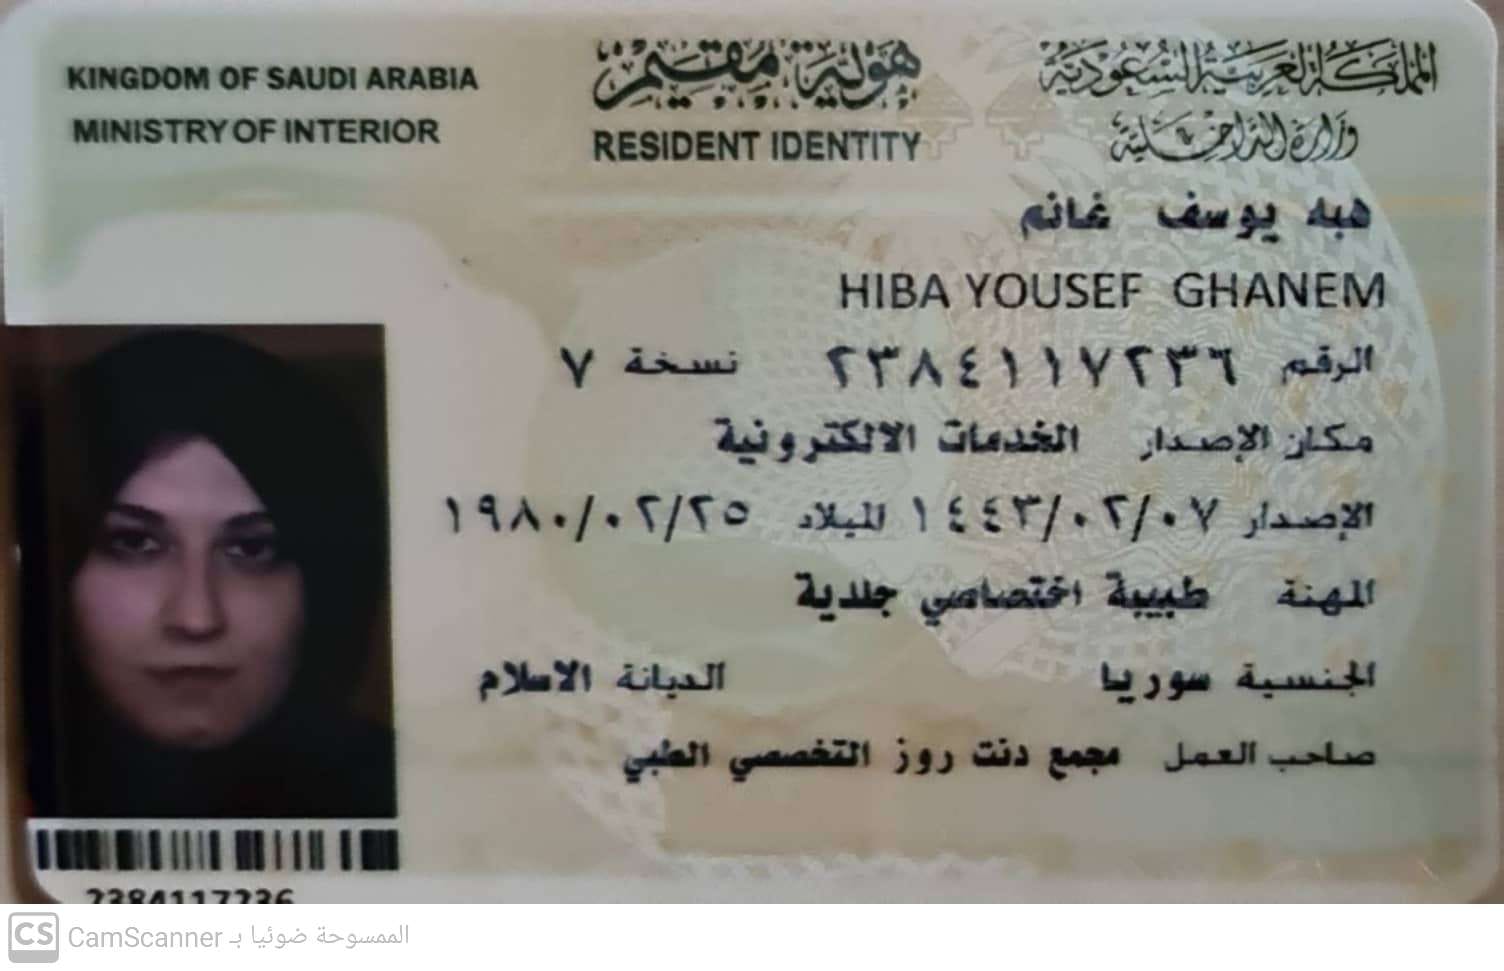 KINGDOM OF SAUDI ARABIA
MINISTRY OF INTERIOR
هوية مقيم
RESIDENT IDENTITY
المملكة العربية السعودية
وزارة الداخلية
هبه يوسف غانم
HIBA YOUSEF GHANEM
الرقم ٢٣٨٤١١٧٢٣٦ نسخة ٧
مكان الإصدار الخدمات الالكترونية
الإصدار ١٤٤٣/٠٢/٠٧ الميلاد ١٩٨٠/٠٢/٢٥
المهنة طبيبة اختصاصي جلدية
الجنسية سوريا الديانة الاسلام
صاحب العمل مجمع دنت روز التخصصي الطبي
2384117236
CS CamScanner الممسوحة ضوئيا بـ